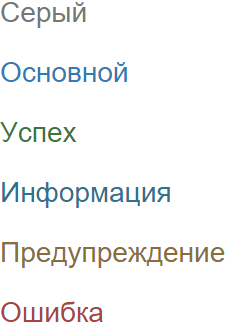 Серый
Основной
Успех
Информация
Предупреждение
Ошибка